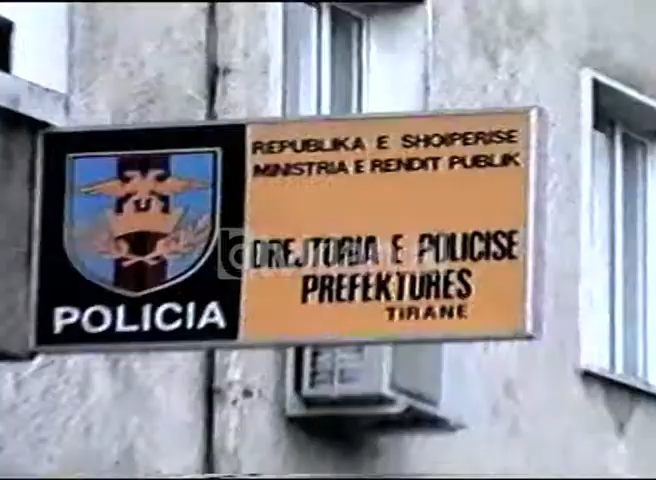 REPUBLIKA E SHQIPERISE
MINISTRIA E RENDIT PUBLIK
DREJTORIA E POLICISE
PREFEKTURES
TIRANE
POLICIA